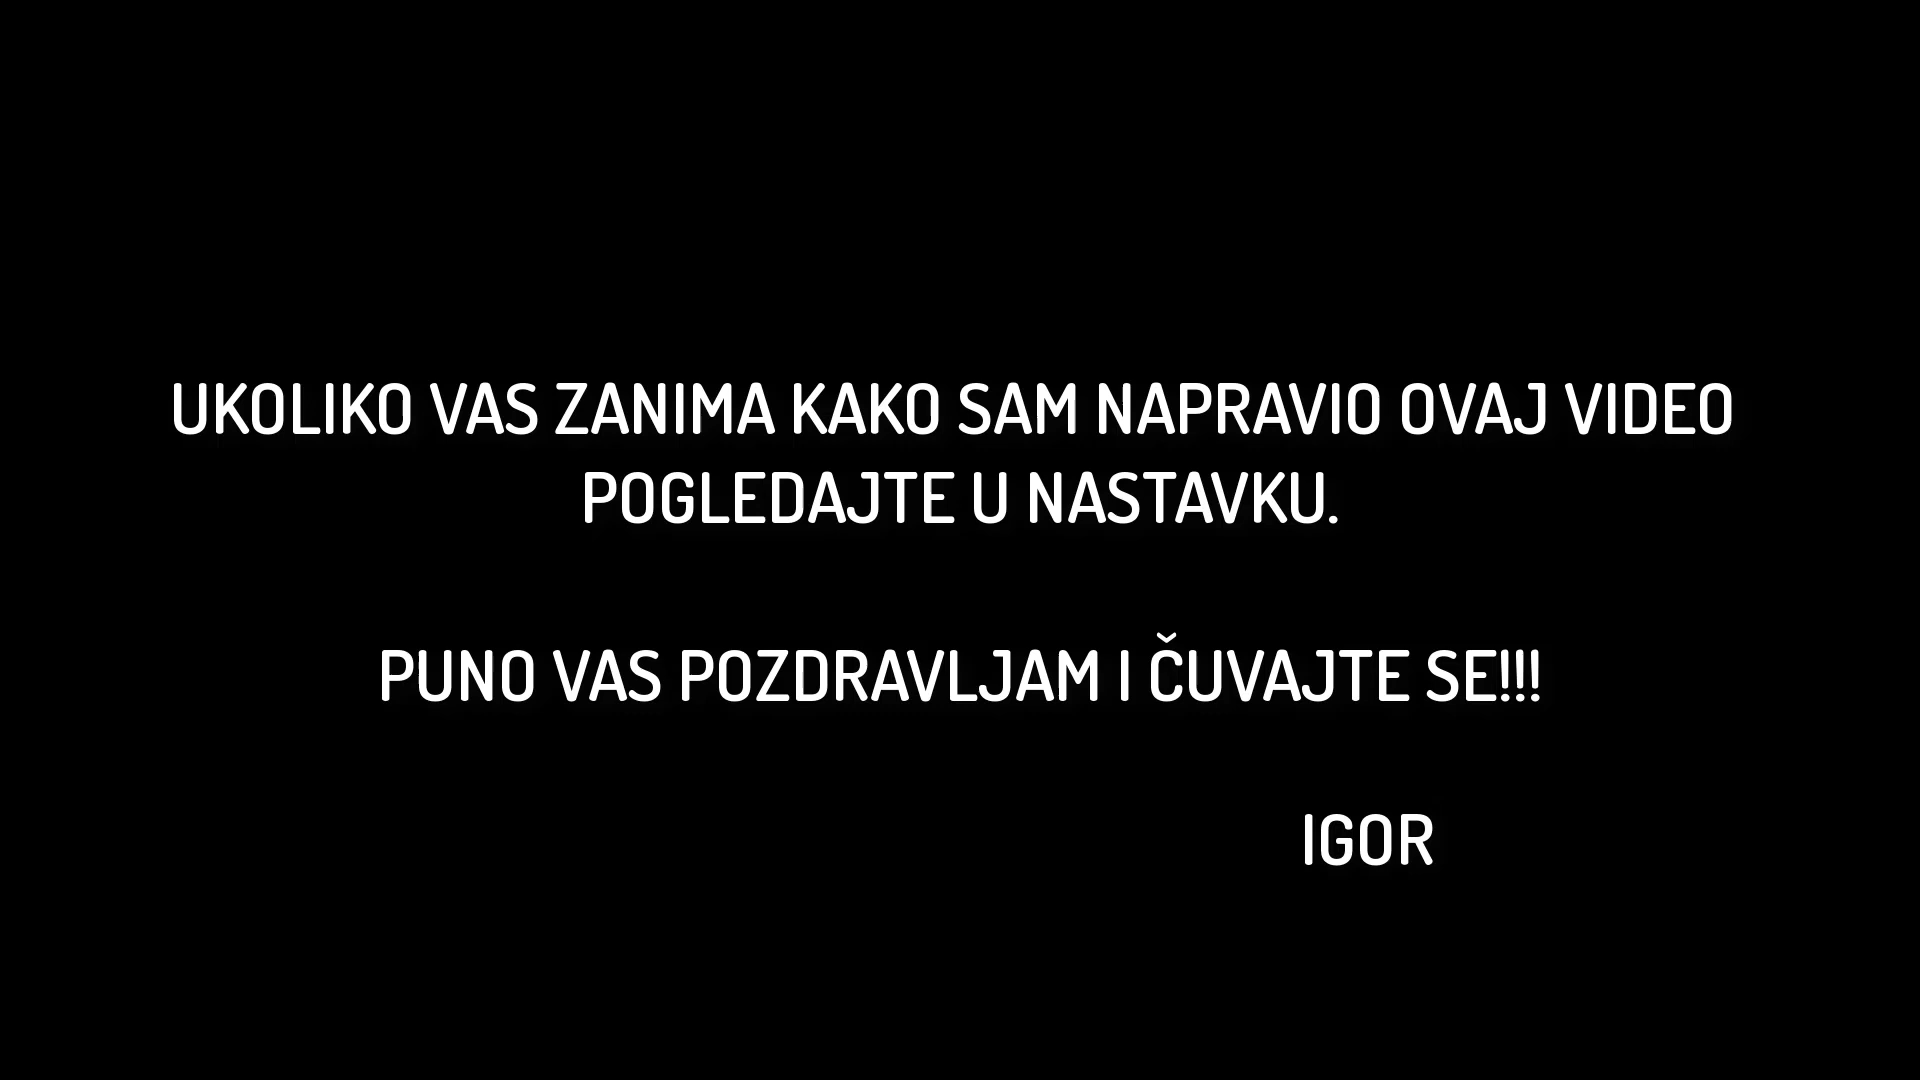 UKOLIKO VAS ZANIMA KAKO SAM NAPRAVIO OVAJ VIDEO
POGLEDAJTE U NASTAVKU.
PUNO VAS POZDRAVLJAM I ČUVAJTE SE!!!
IGOR